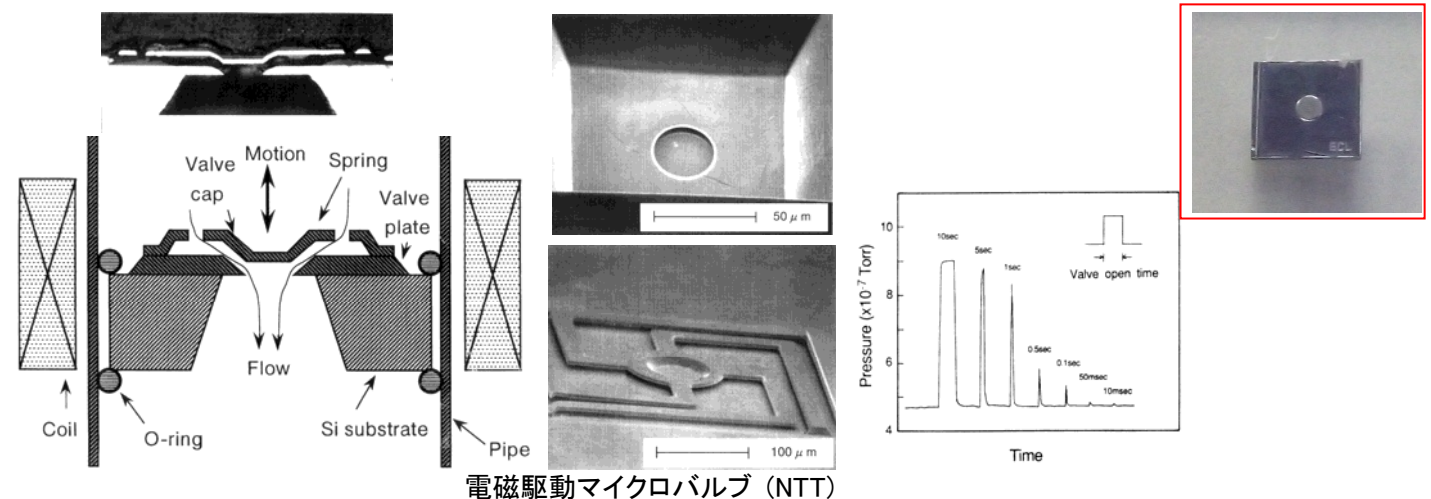 Motion
Valve
cap
Spring
Valve
plate
Flow
Coil
O-ring
Si substrate
Pipe
50 μm
100 μm
電磁駆動マイクロバルブ (NTT)
Pressure (x10⁻⁷ Torr)
10
8
6
4
10sec
5sec
1sec
0.5sec
0.1sec
50msec
10msec
Valve open time
Time
ECL